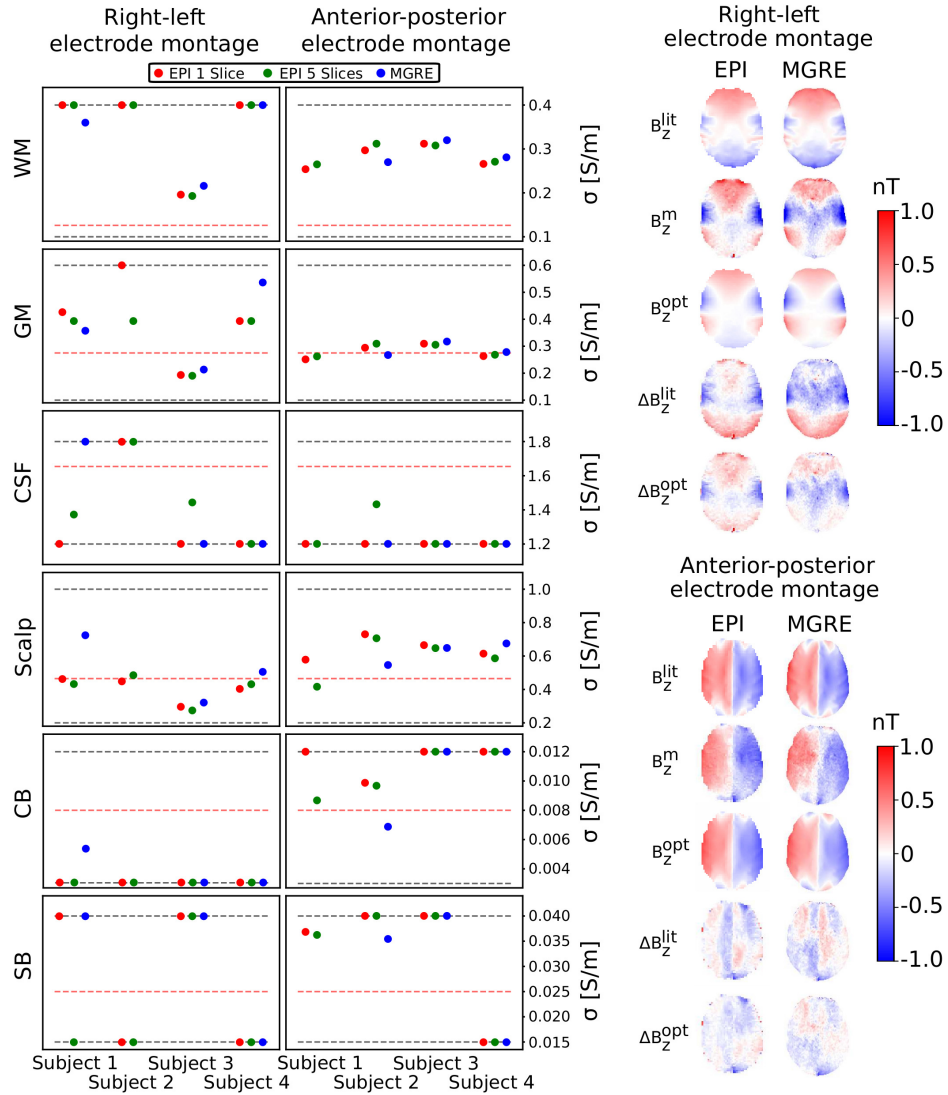 Right-left
electrode montage
Anterior-posterior
electrode montage
EPI 1 Slice EPI 5 Slices MGRE
WM
0.4
0.3
0.2
0.1
σ [S/m]
GM
0.6
0.5
0.4
0.3
0.2
0.1
σ [S/m]
CSF
1.8
1.6
1.4
1.2
σ [S/m]
Scalp
1.0
0.8
0.6
0.4
0.2
σ [S/m]
CB
0.012
0.010
0.008
0.006
0.004
σ [S/m]
SB
0.040
0.035
0.030
0.025
0.020
0.015
σ [S/m]
Subject 1 Subject 3 Subject 1 Subject 3
Subject 2 Subject 4 Subject 2 Subject 4
Right-left
electrode montage
EPI MGRE
B_z^lit
B_z^m
B_z^opt
ΔB_z^lit
ΔB_z^opt
nT
1.0
0.5
0
-0.5
-1.0
Anterior-posterior
electrode montage
EPI MGRE
B_z^lit
B_z^m
B_z^opt
ΔB_z^lit
ΔB_z^opt
nT
1.0
0.5
0
-0.5
-1.0